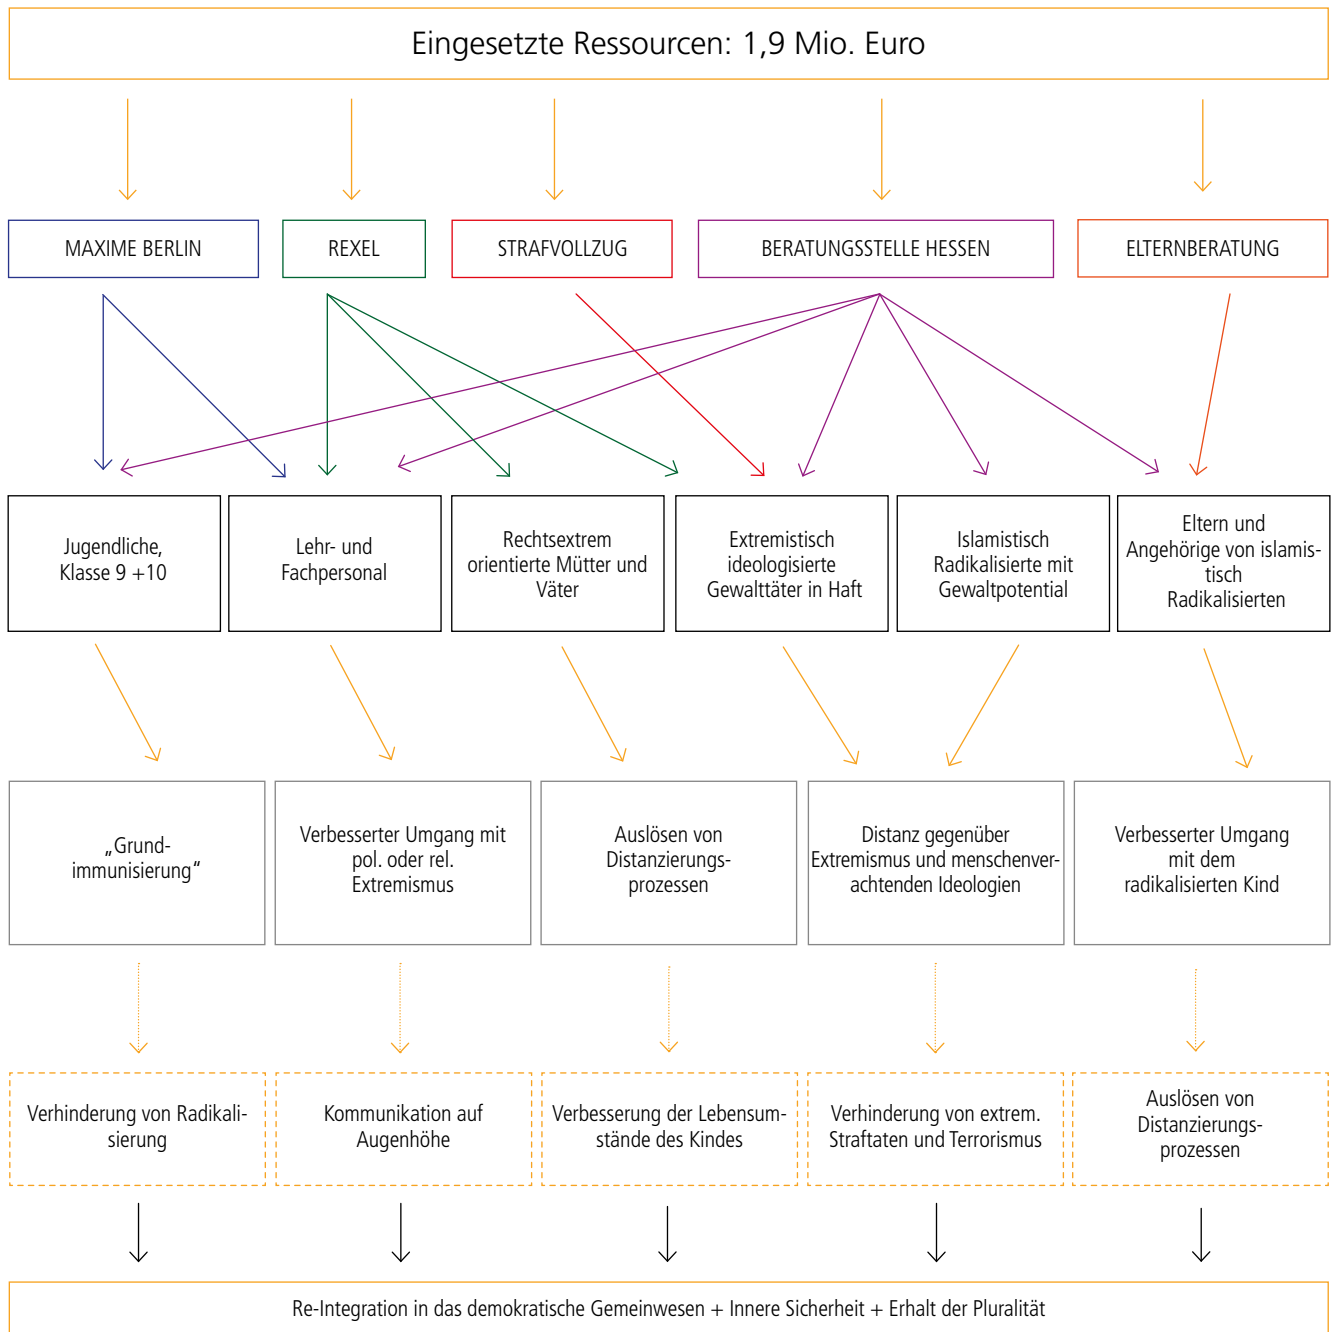 Eingesetzte Ressourcen: 1,9 Mio. Euro
MAXIME BERLIN
REXEL
STRAFVOLLZUG
BERATUNGSSTELLE HESSEN
ELTERNBERATUNG
Jugendliche,
Klasse 9 +10
Lehr- und
Fachpersonal
Rechtsextrem
orientierte Mütter und
Väter
Extremistisch
ideologisierte
Gewalttäter in Haft
Islamistisch
Radikalisierte mit
Gewaltpotential
Eltern und
Angehörige von islamis-
tisch
Radikalisierten
„Grund-
immunisierung“
Verbesserter Umgang mit
pol. oder rel.
Extremismus
Auslösen von
Distanzierungs-
prozessen
Distanz gegenüber
Extremismus und menschenver-
achtenden Ideologien
Verbesserter Umgang
mit dem
radikalisierten Kind
Verhinderung von Radikali-
sierung
Kommunikation auf
Augenhöhe
Verbesserung der Lebensum-
stände des Kindes
Verhinderung von extrem.
Straftaten und Terrorismus
Auslösen von
Distanzierungs-
prozessen
Re-Integration in das demokratische Gemeinwesen + Innere Sicherheit + Erhalt der Pluralität